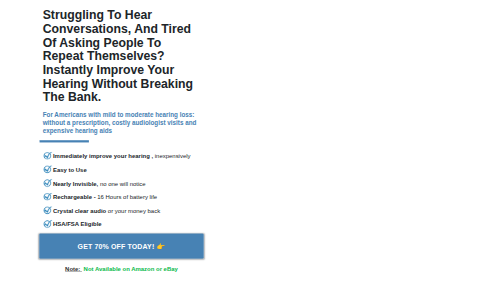 Struggling To Hear
Conversations, And Tired
Of Asking People To
Repeat Themselves?
Instantly Improve Your
Hearing Without Breaking
The Bank.
For Americans with mild to moderate hearing loss:
without a prescription, costly audiologist visits and
expensive hearing aids
Immediately improve your hearing , inexpensively
Easy to Use
Nearly Invisible, no one will notice
Rechargeable - 16 Hours of battery life
Crystal clear audio or your money back
HSA/FSA Eligible
GET 70% OFF TODAY! 👉
Note: Not Available on Amazon or eBay